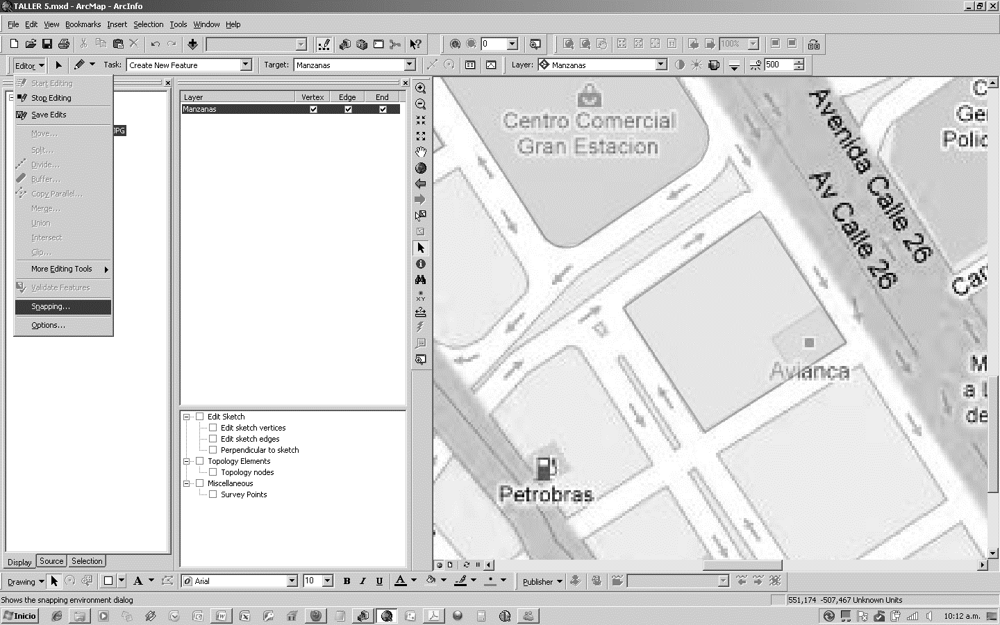 TALLER 5.mxd - ArcMap - ArcInfo
File Edit View Bookmarks Insert Selection Tools Window Help
0 100%
Editor Task: Create New Feature Target: Manzanas Layer: Manzanas 500
Start Editing
Stop Editing
Save Edits
Move...
Split...
Divide...
Buffer...
Copy Parallel...
Merge...
Union
Intersect
Clip...
More Editing Tools
Validate Features
Snapping...
Options...
JPG
Layer Vertex Edge End
Manzanas
Edit Sketch
Edit sketch vertices
Edit sketch edges
Perpendicular to sketch
Topology Elements
Topology nodes
Miscellaneous
Survey Points
XY
Centro Comercial
Gran Estacion
Avenida Calle 26
Av Calle 26
C
Ge
Polic
Cac
Avianca
M
a L
de
Petrobras
Display Source Selection
Drawing A Arial 10 B I U A Publisher
Shows the snapping environment dialog
551,174 -507,467 Unknown Units
Inicio
10:12 a.m.